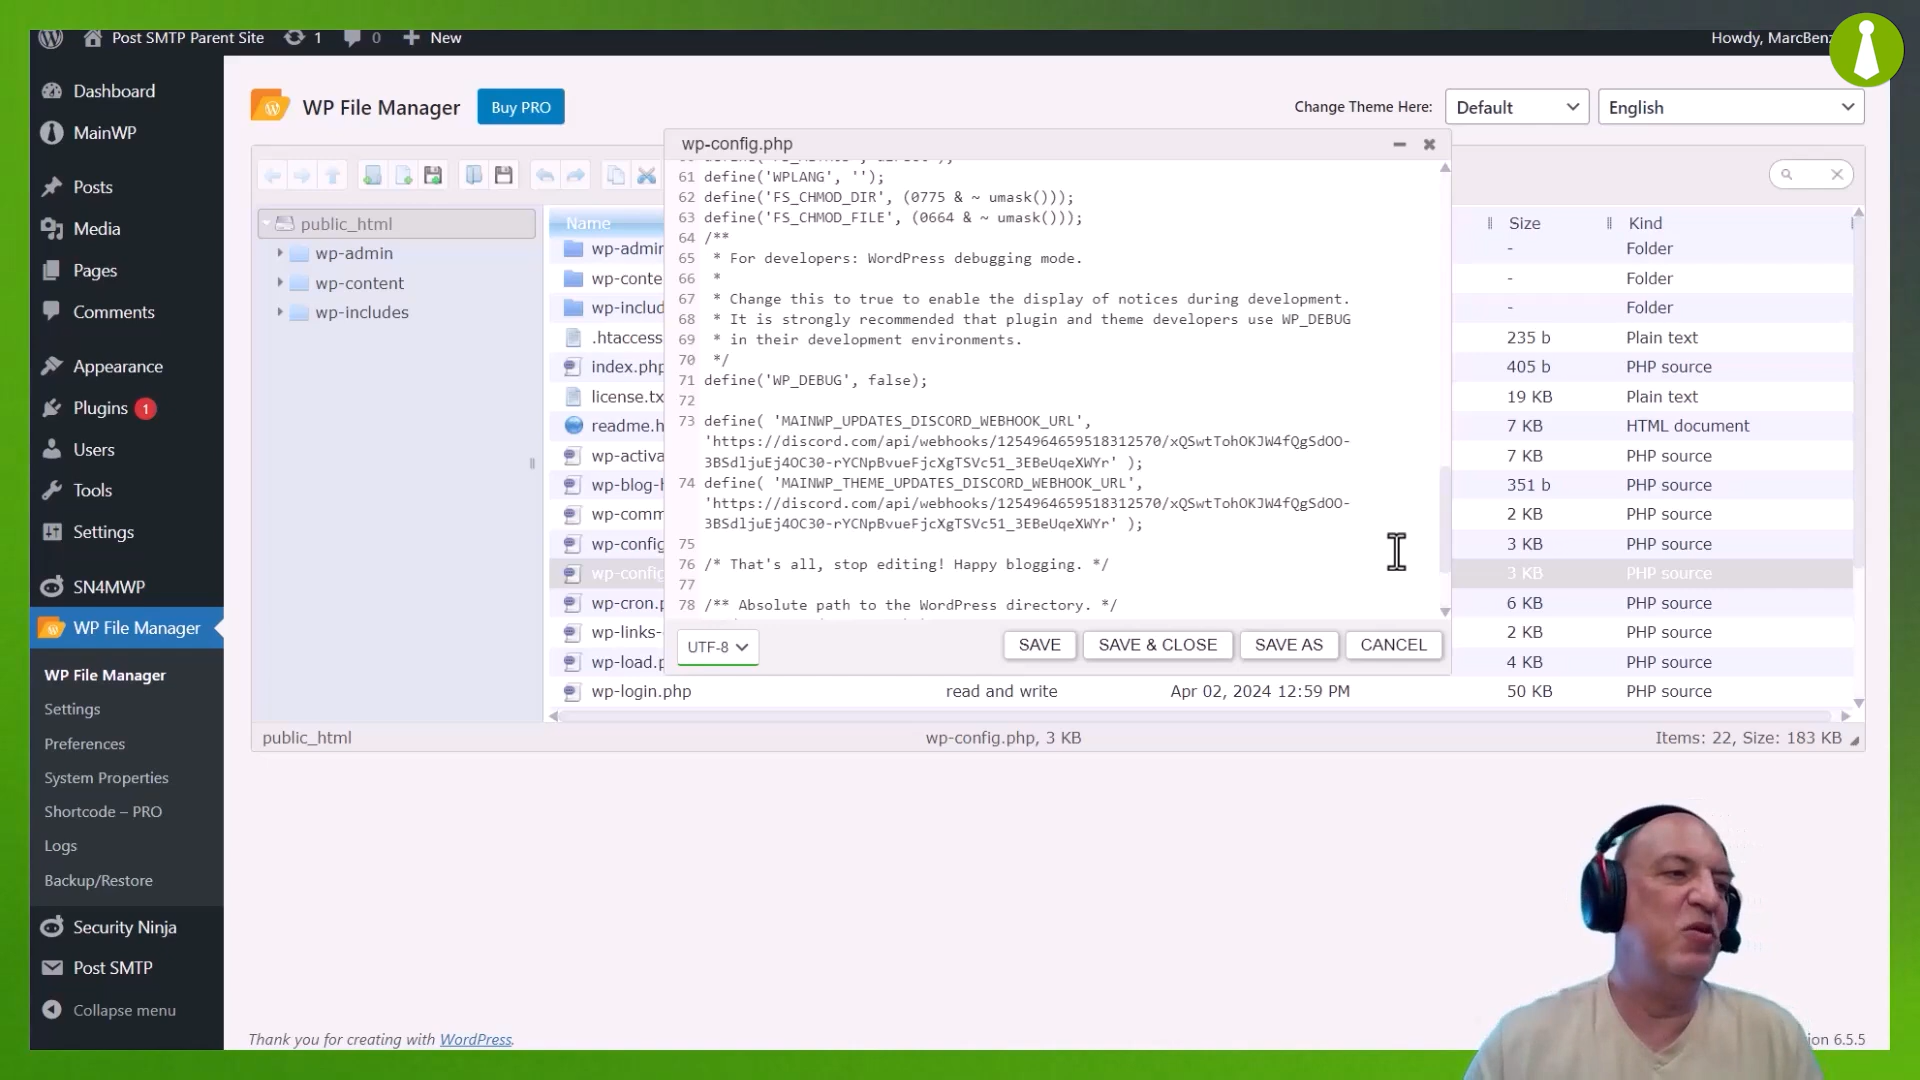 Post SMTP Parent Site
1
0
New
Howdy, MarcBenz
Dashboard
MainWP
Posts
Media
Pages
Comments
Appearance
Plugins 1
Users
Tools
Settings
SN4MWP
WP File Manager
WP File Manager
Settings
Preferences
System Properties
Shortcode – PRO
Logs
Backup/Restore
Security Ninja
Post SMTP
Collapse menu
WP File Manager
Buy PRO
Change Theme Here:
Default
English
public_html
wp-admin
wp-content
wp-includes
Name
Size
Kind
wp-admin
-
Folder
wp-conte
-
Folder
wp-includ
-
Folder
.htaccess
235 b
Plain text
index.php
405 b
PHP source
license.tx
19 KB
Plain text
readme.h
7 KB
HTML document
wp-activa
7 KB
PHP source
wp-blog-h
351 b
PHP source
wp-comm
2 KB
PHP source
wp-config
3 KB
PHP source
wp-config
3 KB
PHP source
wp-cron.p
6 KB
PHP source
wp-links-
2 KB
PHP source
wp-load.p
4 KB
PHP source
wp-login.php
read and write
Apr 02, 2024 12:59 PM
50 KB
PHP source
wp-config.php
61 define('WPLANG', '');
62 define('FS_CHMOD_DIR', (0775 & ~ umask()));
63 define('FS_CHMOD_FILE', (0664 & ~ umask()));
64 /**
65 * For developers: WordPress debugging mode.
66 *
67 * Change this to true to enable the display of notices during development.
68 * It is strongly recommended that plugin and theme developers use WP_DEBUG
69 * in their development environments.
70 */
71 define('WP_DEBUG', false);
72
73 define( 'MAINWP_UPDATES_DISCORD_WEBHOOK_URL',
'https://discord.com/api/webhooks/1254964659518312570/xQSwtTohOKJW4fQgSdOO-
3BSdljuEj4OC30-rYCNpBvueFjcXgTSVc51_3EBeUqeXWYr' );
74 define( 'MAINWP_THEME_UPDATES_DISCORD_WEBHOOK_URL',
'https://discord.com/api/webhooks/1254964659518312570/xQSwtTohOKJW4fQgSdOO-
3BSdljuEj4OC30-rYCNpBvueFjcXgTSVc51_3EBeUqeXWYr' );
75
76 /* That's all, stop editing! Happy blogging. */
77
78 /** Absolute path to the WordPress directory. */
UTF-8
SAVE
SAVE & CLOSE
SAVE AS
CANCEL
public_html
wp-config.php, 3 KB
Items: 22, Size: 183 KB
Thank you for creating with WordPress.
ion 6.5.5